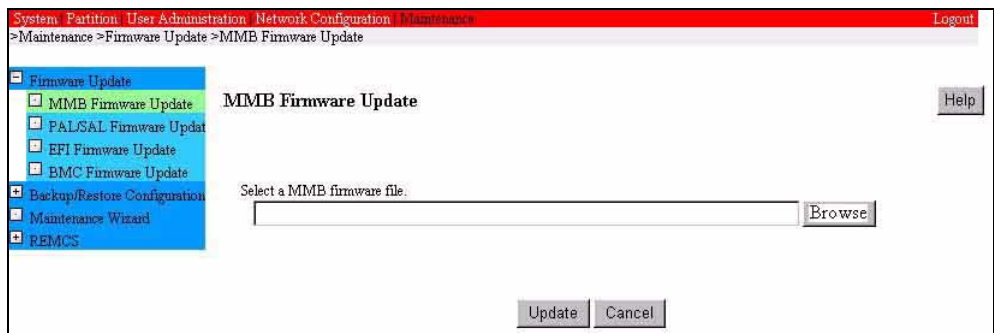 System | Partition | User Administration | Network Configuration | Maintenance Logout
>Maintenance >Firmware Update >MMB Firmware Update
Firmware Update
MMB Firmware Update
PAL/SAL Firmware Updat
EFI Firmware Update
BMC Firmware Update
Backup/Restore Configuration
Maintenance Wizard
REMCS
MMB Firmware Update
Help
Select a MMB firmware file.
Browse
Update Cancel